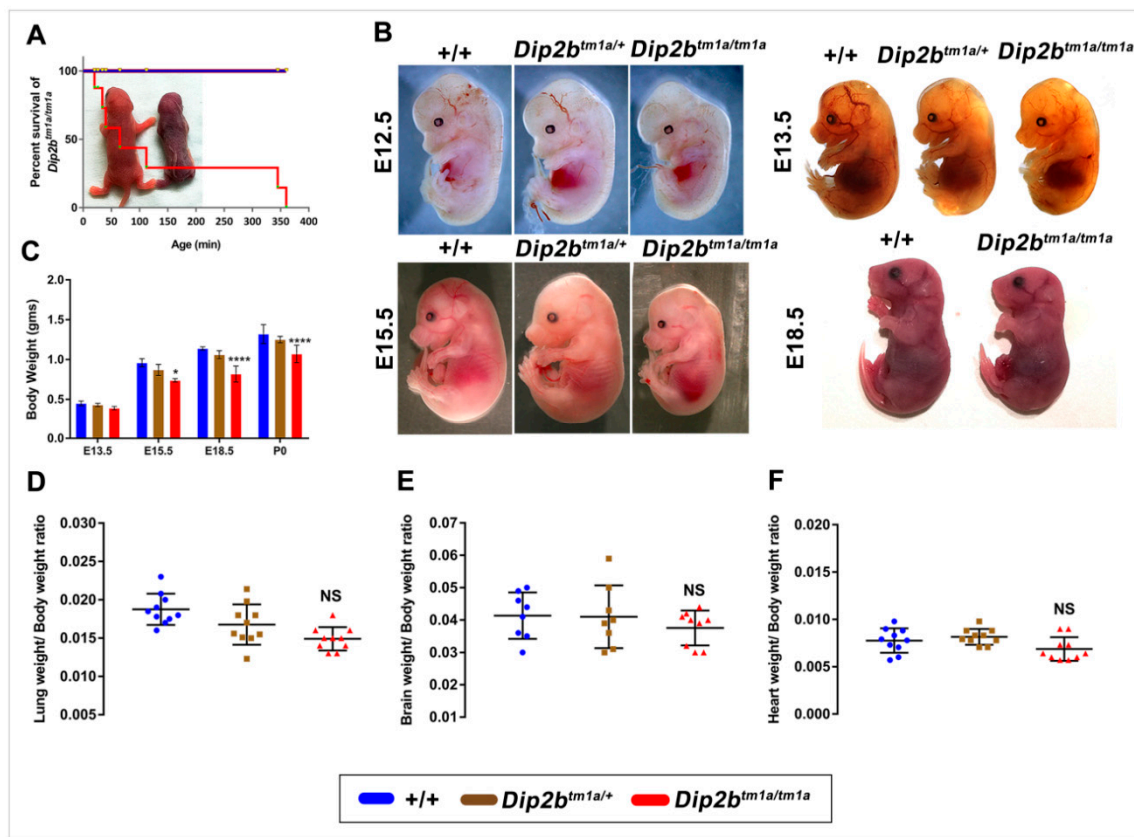 A
Percent survival of
Dip2b^tm1a/tm1a
100
50
0
0 50 100 150 200 250 300 350 400
Age (min)
B
+/+ Dip2b^tm1a/+ Dip2b^tm1a/tm1a
E12.5
+/+ Dip2b^tm1a/+ Dip2b^tm1a/tm1a
E13.5
+/+ Dip2b^tm1a/+ Dip2b^tm1a/tm1a
E15.5
+/+ Dip2b^tm1a/tm1a
E18.5
C
Body Weight (gms)
2.0
1.5
1.0
0.5
0.0
* **** ****
E13.5 E15.5 E18.5 P0
D
Lung weight/ Body weight ratio
0.030
0.025
0.020
0.015
0.010
0.005
NS
E
Brain weight/ Body weight ratio
0.07
0.06
0.05
0.04
0.03
0.02
0.01
NS
F
Heart weight/ Body weight ratio
0.020
0.015
0.010
0.005
0.000
NS
+/+ Dip2b^tm1a/+ Dip2b^tm1a/tm1a